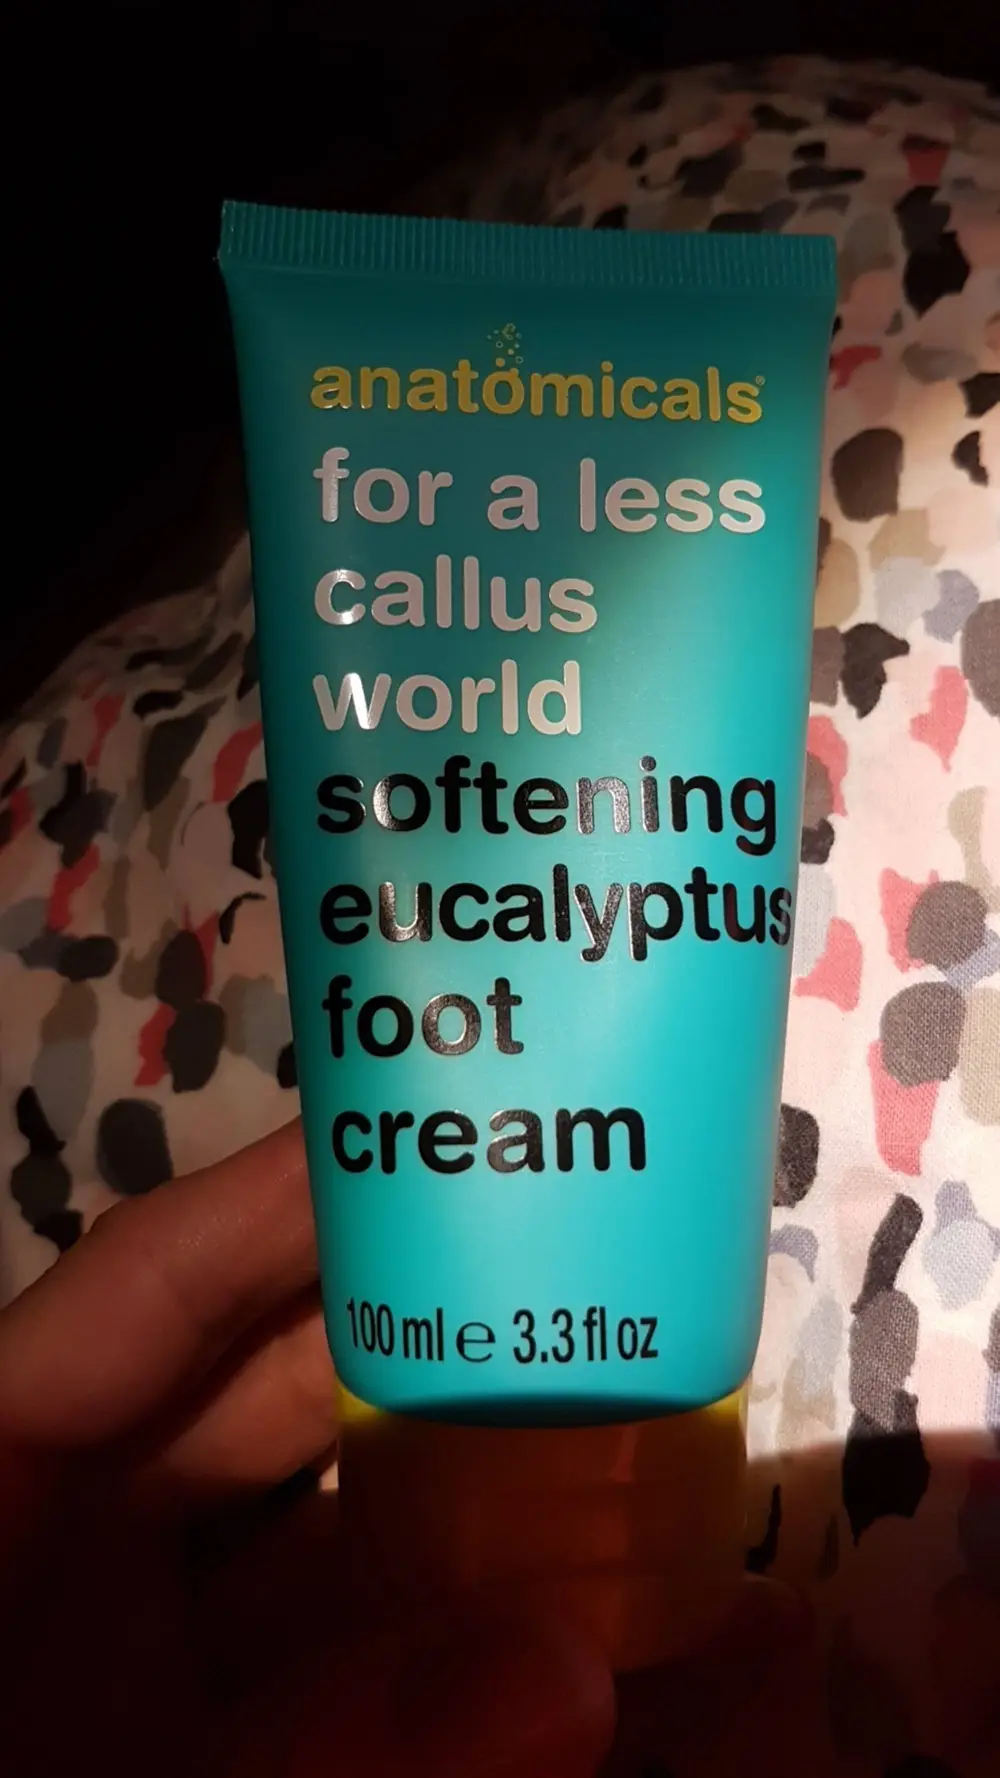 anatomicals®
for a less
callus
world
softening
eucalyptus
foot
cream
100 ml e 3.3 fl oz